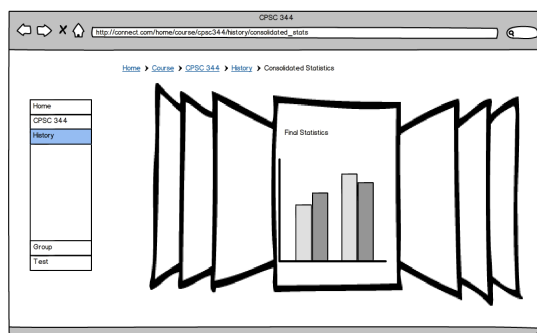 CPSC 344
http://connect.com/home/course/cpsc344/history/consolidated_stats
Home > Course > CPSC 344 > History > Consolidated Statistics
Home
CPSC 344
History
Group
Test
Final Statistics